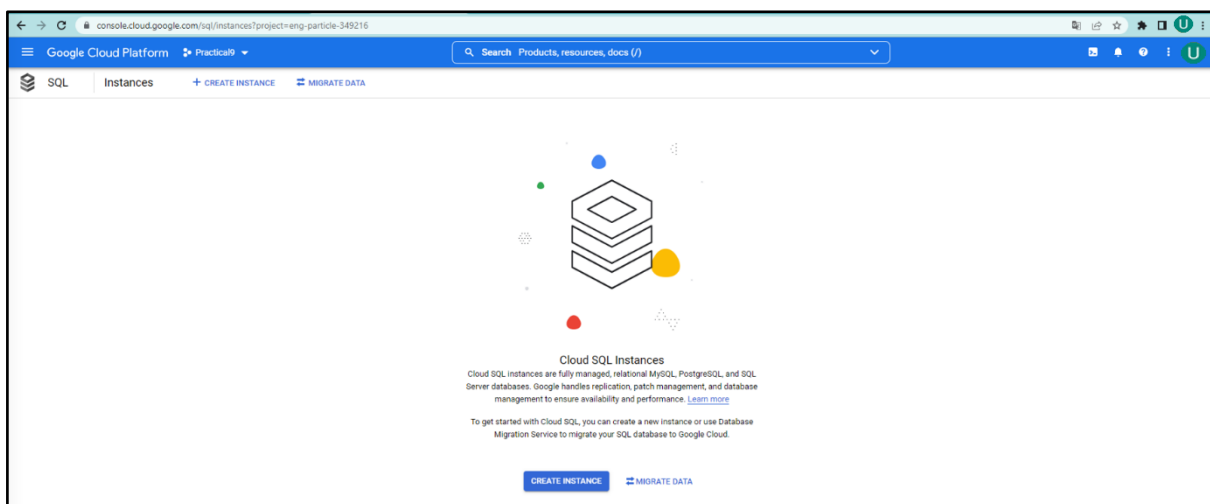 console.cloud.google.com/sql/instances?project=eng-particle-349216
U
Google Cloud Platform Practical9 Search Products, resources, docs (/) U
SQL Instances + CREATE INSTANCE MIGRATE DATA
Cloud SQL Instances
Cloud SQL instances are fully managed, relational MySQL, PostgreSQL, and SQL
Server databases. Google handles replication, patch management, and database
management to ensure availability and performance. Learn more
To get started with Cloud SQL, you can create a new instance or use Database
Migration Service to migrate your SQL database to Google Cloud.
CREATE INSTANCE MIGRATE DATA